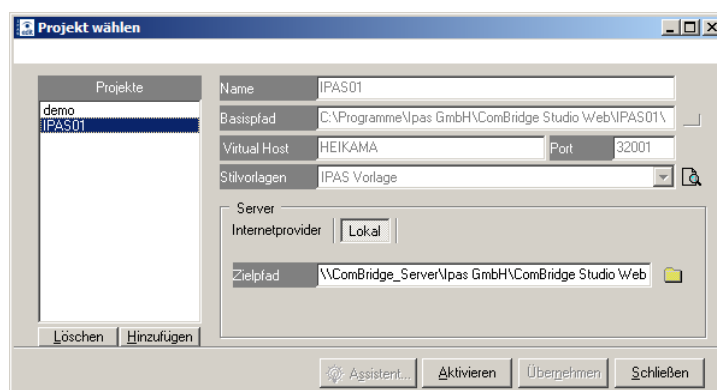 Projekt wählen
Projekte
demo
IPAS01
Löschen Hinzufügen
Name IPAS01
Basispfad C:\Programme\Ipas GmbH\ComBridge Studio Web\IPAS01\
Virtual Host HEIKAMA Port 32001
Stilvorlagen IPAS Vorlage
Server
Internetprovider Lokal
Zielpfad \\ComBridge_Server\Ipas GmbH\ComBridge Studio Web
Assistent... Aktivieren Übernehmen Schließen